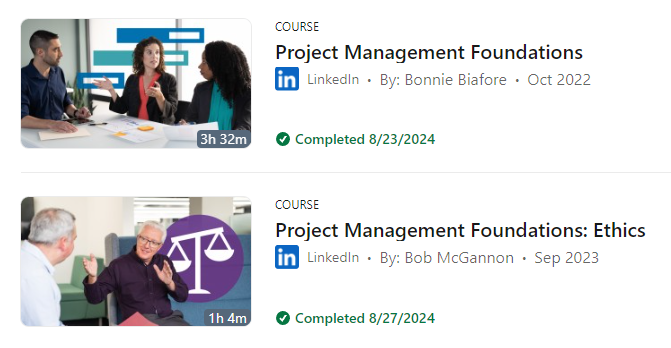 COURSE
Project Management Foundations
in LinkedIn • By: Bonnie Biafore • Oct 2022
3h 32m
Completed 8/23/2024
COURSE
Project Management Foundations: Ethics
in LinkedIn • By: Bob McGannon • Sep 2023
1h 4m
Completed 8/27/2024